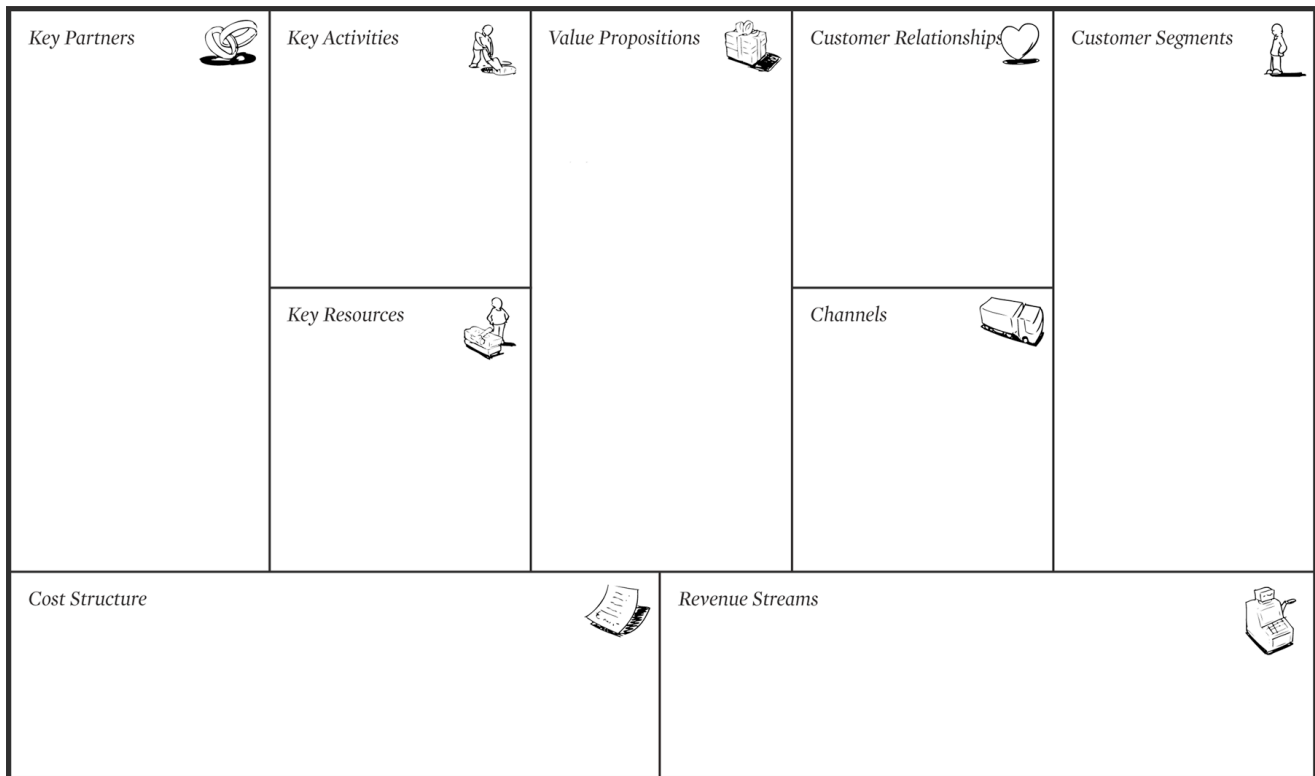 Key Partners
Key Activities
Value Propositions
Customer Relationships
Customer Segments
Key Resources
Channels
Cost Structure
Revenue Streams